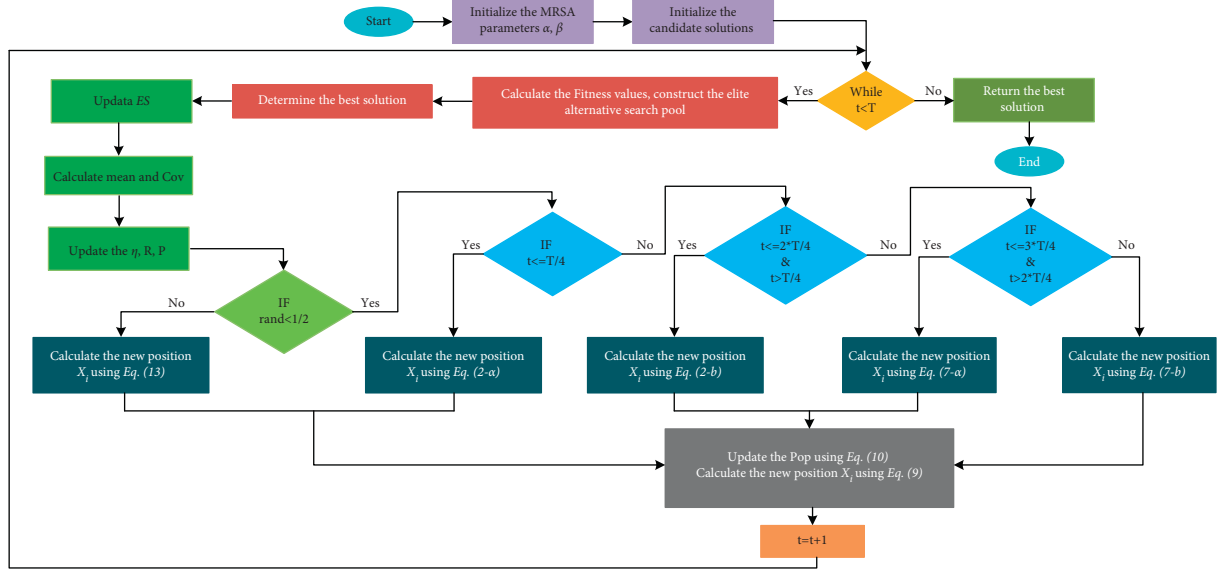 Start
Initialize the MRSA
parameters α, β
Initialize the
candidate solutions
Updata ES
Determine the best solution
Calculate the Fitness values, construct the elite
alternative search pool
Yes
While
t<T
No
Return the best
solution
End
Calculate mean and Cov
Update the η, R, P
No
IF
rand<1/2
Yes
Yes
IF
t<=T/4
No
Yes
IF
t<=2*T/4
&
t>T/4
No
Yes
IF
t<=3*T/4
&
t>2*T/4
No
Calculate the new position
Xi using Eq. (13)
Calculate the new position
Xi using Eq. (2-α)
Calculate the new position
Xi using Eq. (2-b)
Calculate the new position
Xi using Eq. (7-α)
Calculate the new position
Xi using Eq. (7-b)
Update the Pop using Eq. (10)
Calculate the new position Xi using Eq. (9)
t=t+1